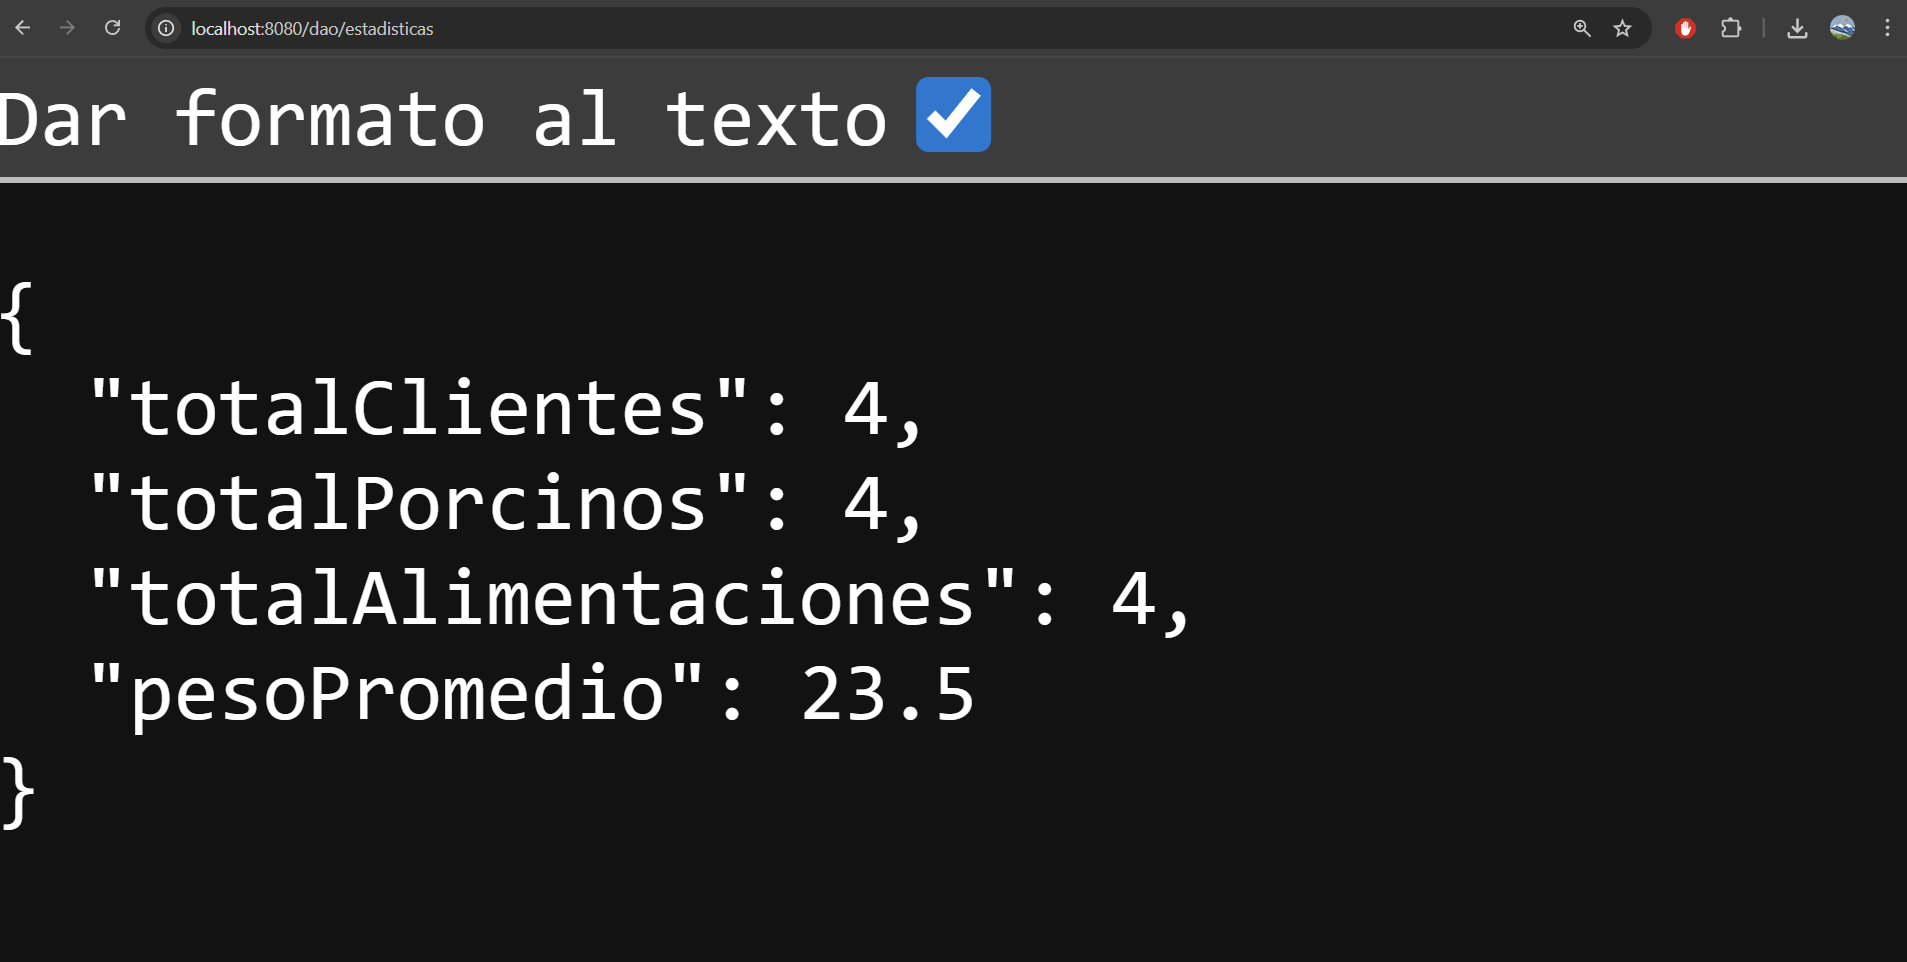 localhost:8080/dao/estadisticas
Dar formato al texto
{
"totalClientes": 4,
"totalPorcinos": 4,
"totalAlimentaciones": 4,
"pesoPromedio": 23.5
}